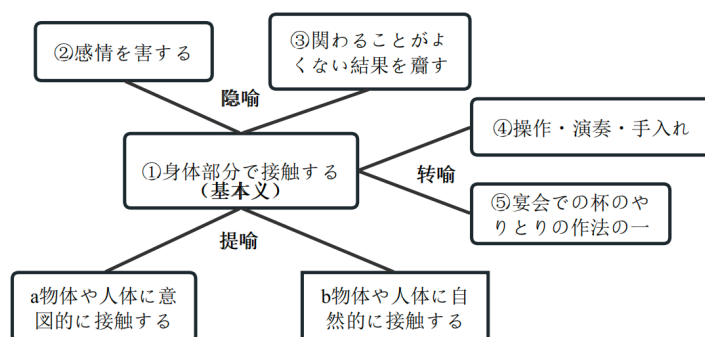 ②感情を害する
③関わることがよ
くない結果を齎す
隐喻
④操作・演奏・手入れ
①身体部分で接触する
（基本义）
转喻
⑤宴会での杯のや
りとりの作法の一
提喻
a物体や人体に意
図的に接触する
b物体や人体に自
然的に接触する